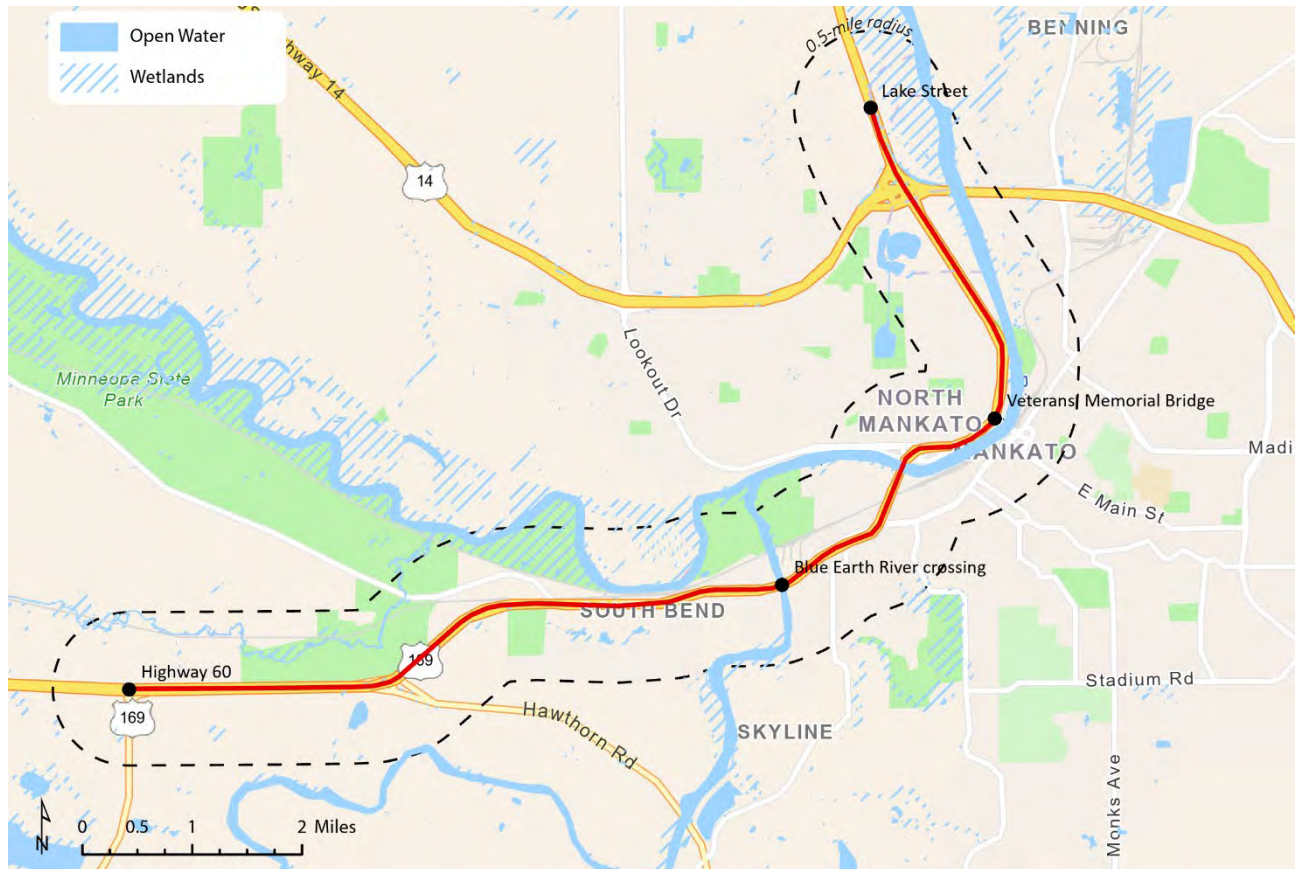 Open Water
Wetlands
Highway 14
14
0.5-mile radius
BENNING
Lake Street
Lookout Dr
Minneopa State
Park
NORTH
MANKATO
Veterans Memorial Bridge
MANKATO
Madi
E Main St
Blue Earth River crossing
SOUTH BEND
169
Highway 60
169
Hawthorn Rd
Stadium Rd
SKYLINE
Monks Ave
N
0 0.5 1 2 Miles